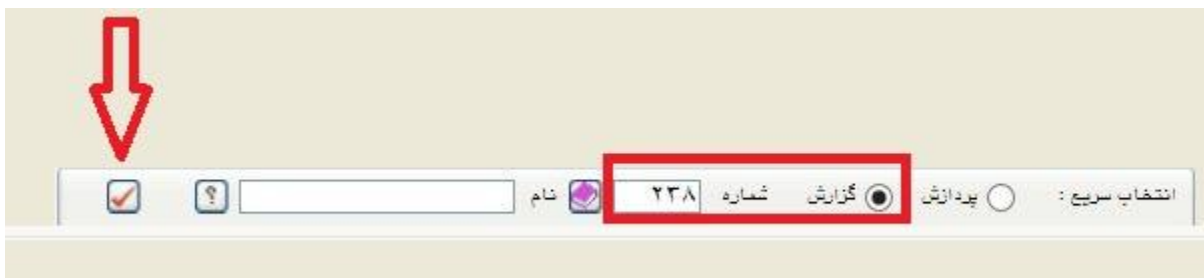 انتخاب سریع : پردازش گزارش شماره ۲۳۸ نام ؟